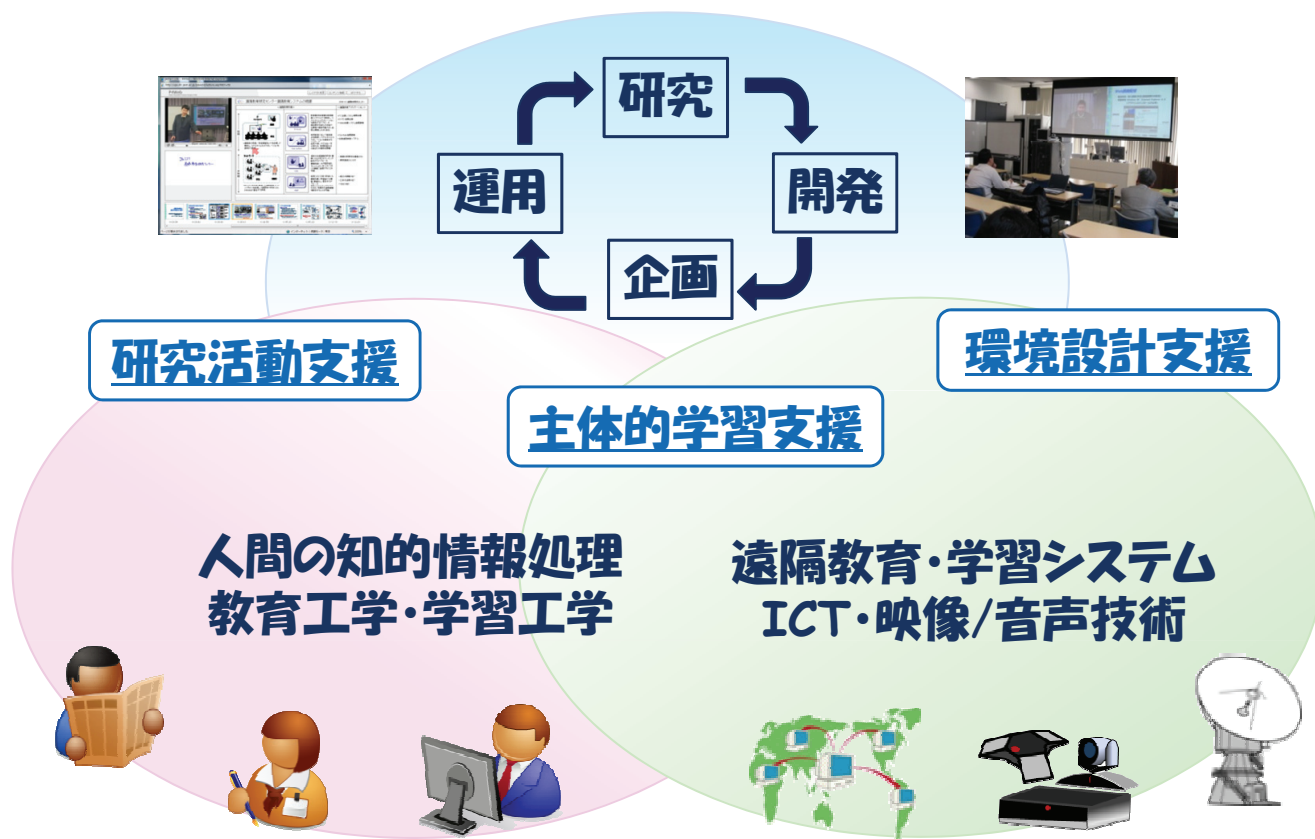 研究
運用
開発
企画
研究活動支援
環境設計支援
主体的学習支援
人間の知的情報処理
教育工学・学習工学
遠隔教育・学習システム
ICT・映像/音声技術